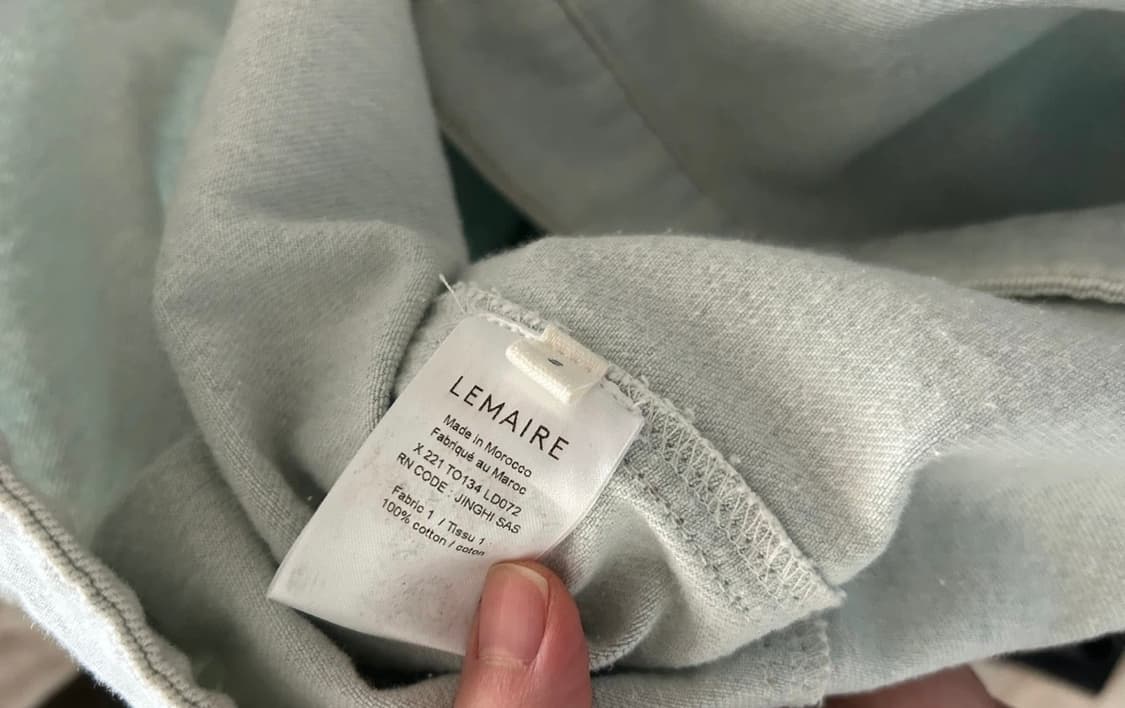 LEMAIRE
Made in Morocco
Fabriqué au Maroc
X 221 TO134 LD072
RN CODE : JINGHI SAS
Fabric 1 / Tissu 1
100% cotton / coton